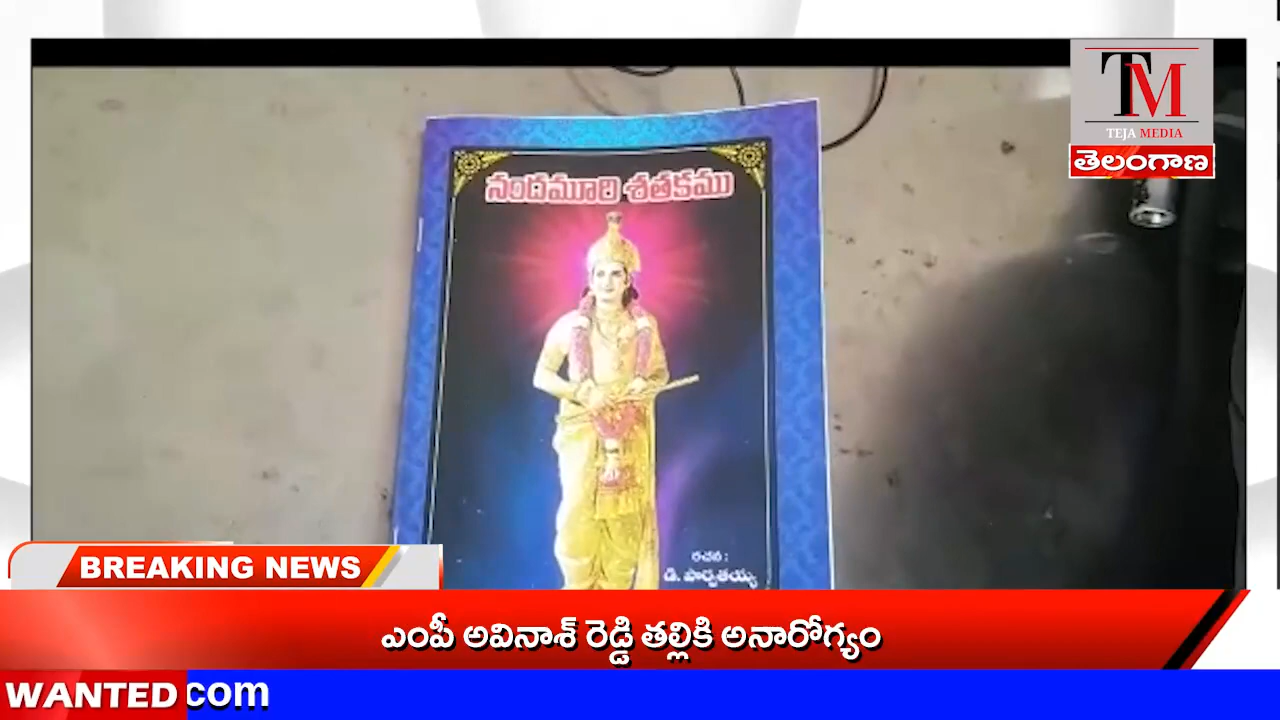 TM
TEJA MEDIA
తెలంగాణ
నందమూరి శతకము
రచన :
డి. పార్వతయ్య
BREAKING NEWS
ఎంపీ అవినాశ్ రెడ్డి తల్లికి అనారోగ్యం
WANTED
com